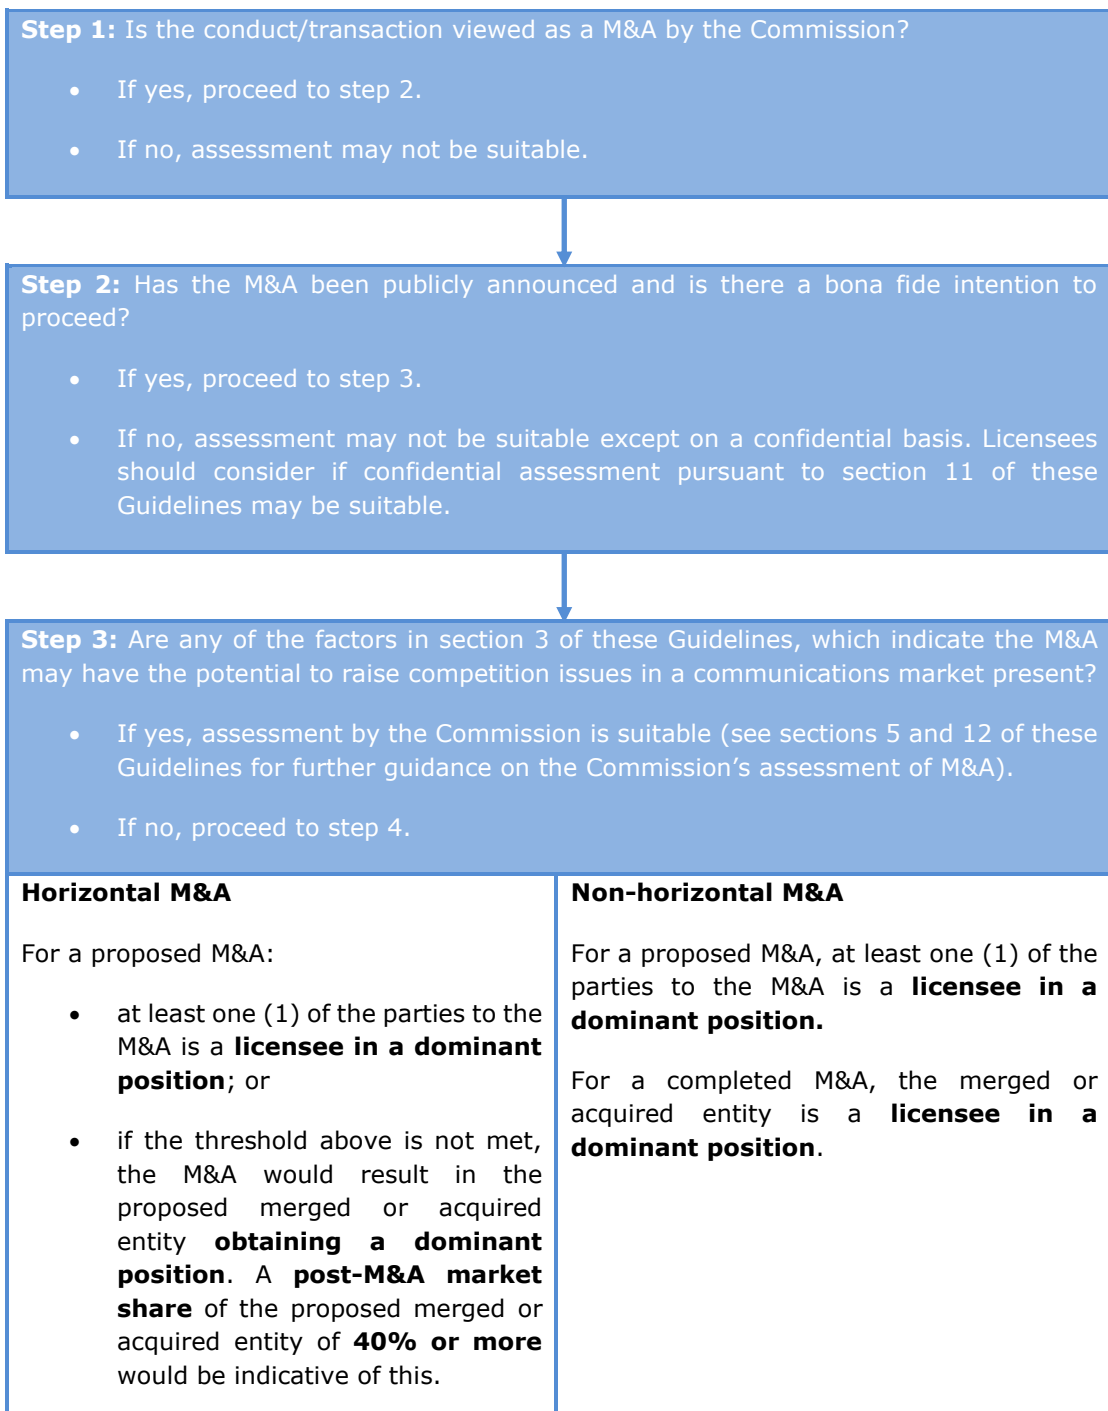 Step 1: Is the conduct/transaction viewed as a M&A by the Commission?
• If yes, proceed to step 2.
• If no, assessment may not be suitable.
Step 2: Has the M&A been publicly announced and is there a bona fide intention to
proceed?
• If yes, proceed to step 3.
• If no, assessment may not be suitable except on a confidential basis. Licensees
should consider if confidential assessment pursuant to section 11 of these
Guidelines may be suitable.
Step 3: Are any of the factors in section 3 of these Guidelines, which indicate the M&A
may have the potential to raise competition issues in a communications market present?
• If yes, assessment by the Commission is suitable (see sections 5 and 12 of these
Guidelines for further guidance on the Commission’s assessment of M&A).
• If no, proceed to step 4.
Horizontal M&A
For a proposed M&A:
• at least one (1) of the parties to the
M&A is a licensee in a dominant
position; or
• if the threshold above is not met,
the M&A would result in the
proposed merged or acquired
entity obtaining a dominant
position. A post-M&A market
share of the proposed merged or
acquired entity of 40% or more
would be indicative of this.
Non-horizontal M&A
For a proposed M&A, at least one (1) of the
parties to the M&A is a licensee in a
dominant position.
For a completed M&A, the merged or
acquired entity is a licensee in a
dominant position.